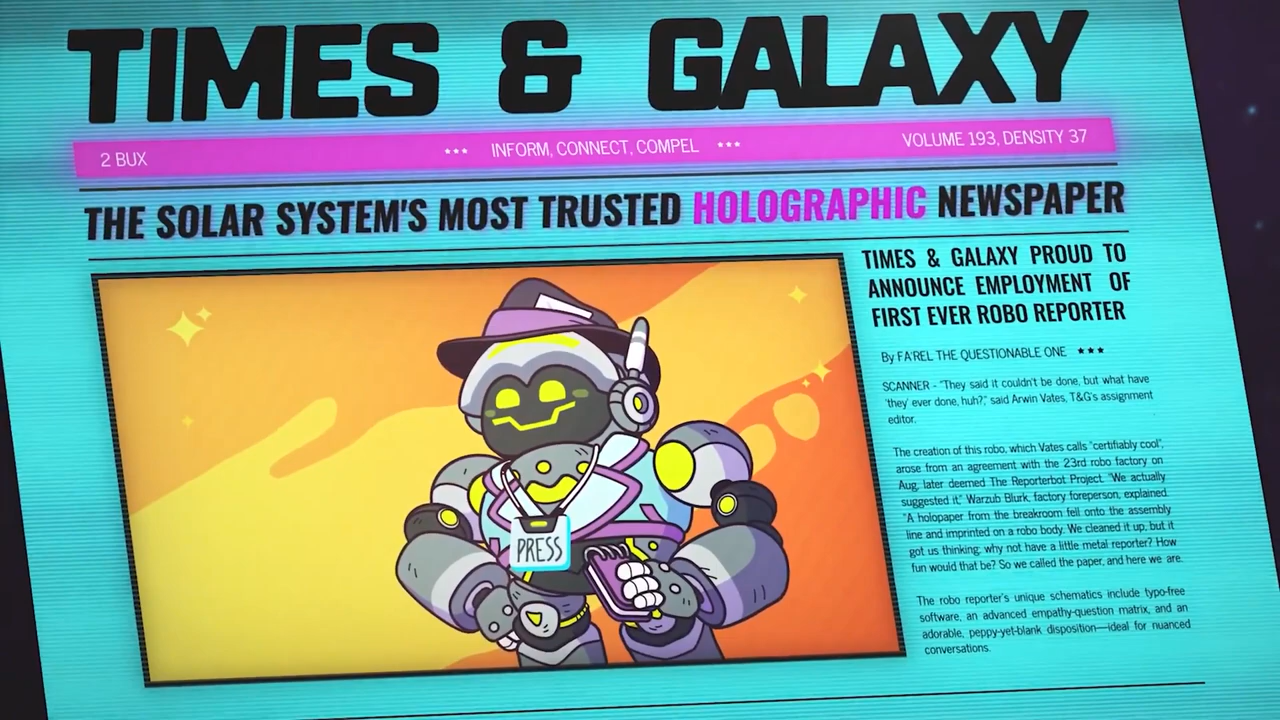 TIMES & GALAXY
2 BUX
*** INFORM, CONNECT, COMPEL ***
VOLUME 193, DENSITY 37
THE SOLAR SYSTEM'S MOST TRUSTED HOLOGRAPHIC NEWSPAPER
PRESS
TIMES & GALAXY PROUD TO
ANNOUNCE EMPLOYMENT OF
FIRST EVER ROBO REPORTER
By FA'REL THE QUESTIONABLE ONE ***
SCANNER - "They said it couldn't be done, but what have
'they' ever done, huh?," said Arwin Vates, T&G's assignment
editor.
The creation of this robo, which Vates calls "certifiably cool",
arose from an agreement with the 23rd robo factory on
Aug, later deemed The Reporterbot Project. "We actually
suggested it," Warzub Blurk, factory foreperson, explained.
"A holopaper from the breakroom fell onto the assembly
line and imprinted on a robo body. We cleaned it up, but it
got us thinking; why not have a little metal reporter? How
fun would that be? So we called the paper, and here we are.
The robo reporter's unique schematics include typo-free
software, an advanced empathy-question matrix, and an
adorable, peppy-yet-blank disposition—ideal for nuanced
conversations.